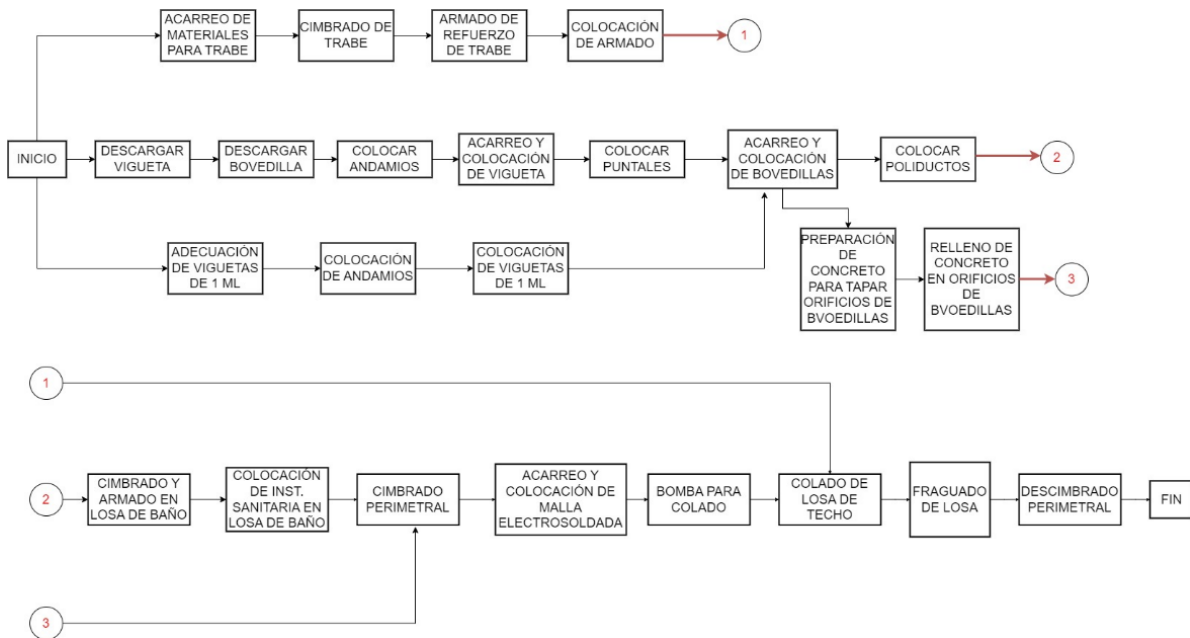 ACARREO DE
MATERIALES
PARA TRABE
CIMBRADO DE
TRABE
ARMADO DE
REFUERZO
DE TRABE
COLOCACIÓN
DE ARMADO
1
INICIO
DESCARGAR
VIGUETA
DESCARGAR
BOVEDILLA
COLOCAR
ANDAMIOS
ACARREO Y
COLOCACIÓN
DE VIGUETA
COLOCAR
PUNTALES
ACARREO Y
COLOCACIÓN
DE BOVEDILLAS
COLOCAR
POLIDUCTOS
2
ADECUACIÓN
DE VIGUETAS
DE 1 ML
COLOCACIÓN
DE ANDAMIOS
COLOCACIÓN
DE VIGUETAS
DE 1 ML
PREPARACIÓN
DE
CONCRETO
PARA TAPAR
ORIFICIOS DE
BVOEDILLAS
RELLENO DE
CONCRETO
EN ORIFICIOS
DE
BVOEDILLAS
3
1
2
CIMBRADO Y
ARMADO EN
LOSA DE BAÑO
COLOCACIÓN
DE INST.
SANITARIA EN
LOSA DE BAÑO
CIMBRADO
PERIMETRAL
ACARREO Y
COLOCACIÓN DE
MALLA
ELECTROSOLDADA
BOMBA PARA
COLADO
COLADO DE
LOSA DE
TECHO
FRAGUADO
DE LOSA
DESCIMBRADO
PERIMETRAL
FIN
3